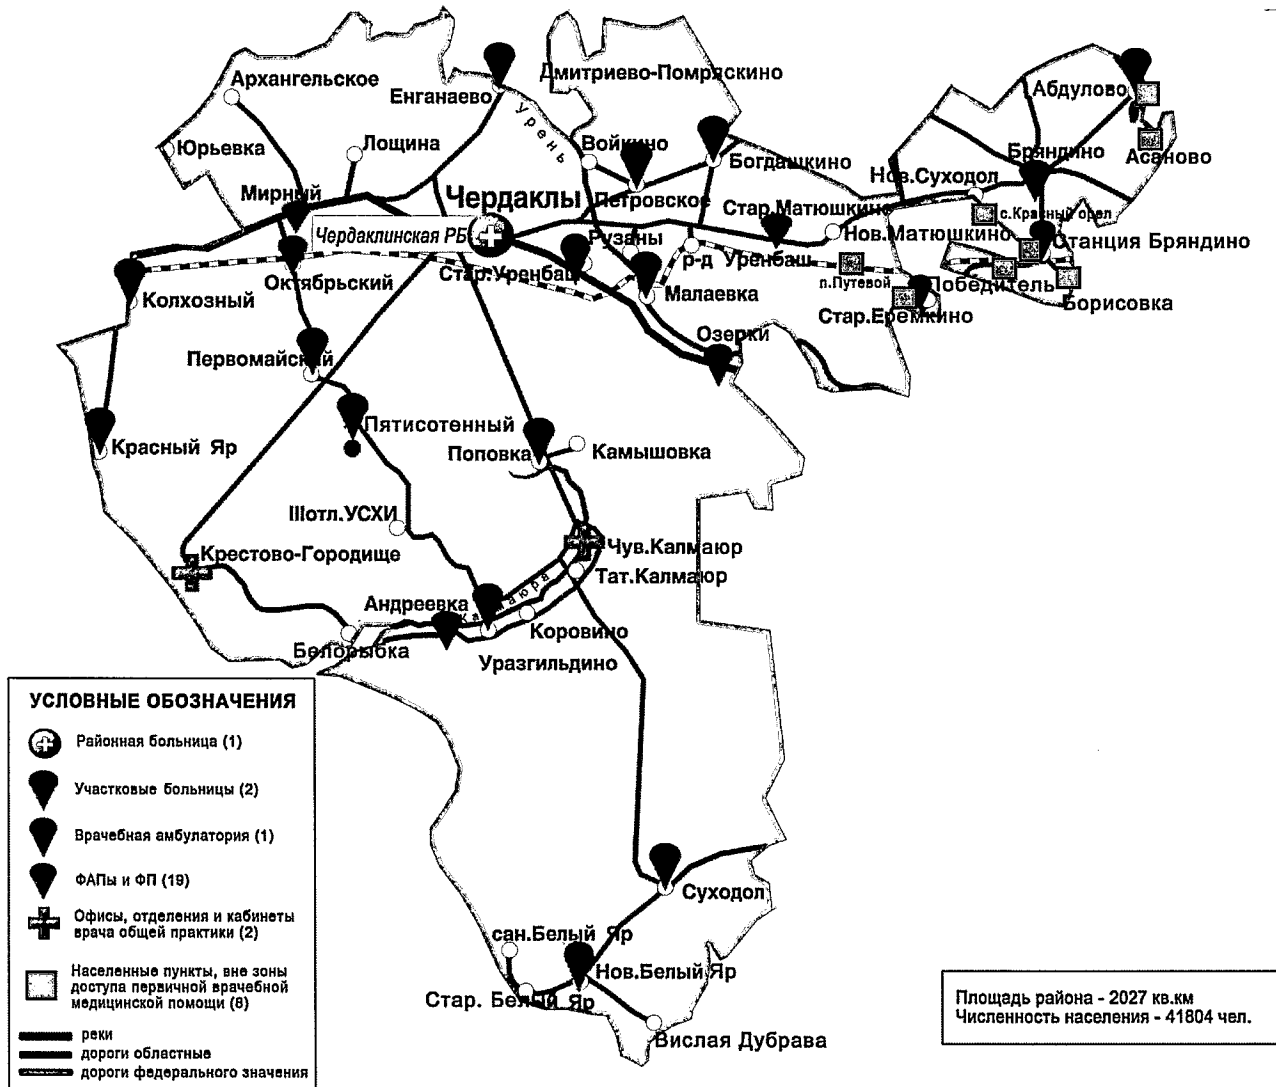 Архангельское
Енганаево
Дмитриево-Помряскино
Абдулово
Урень
Юрьевка
Лощина
Войкино
Богдашкино
Бряндино
Асаново
Мирный
Чердаклы
Петровское
Нов.Суходол
Стар.Матюшкино
с.Красный орел
Чердаклинская РБ
Рузаны
Нов.Матюшкино
Станция Бряндино
р-д Уренбаш
Стар.Уренбаш
Октябрьский
п.Путевой
Победитель
Колхозный
Малаевка
Борисовка
Стар.Еремкино
Озерки
Первомайский
Пятисотенный
Красный Яр
Поповка
Камышовка
IIIотл.УСХИ
Крестово-Городище
Чув.Калмаюр
Тат.Калмаюр
Калмаюра
Андреевка
Коровино
Белорыбка
Уразгильдино
УСЛОВНЫЕ ОБОЗНАЧЕНИЯ
Районная больница (1)
Участковые больницы (2)
Врачебная амбулатория (1)
ФАПы и ФП (19)
Офисы, отделения и кабинеты
врача общей практики (2)
Населенные пункты, вне зоны
доступа первичной врачебной
медицинской помощи (8)
реки
дороги областные
дороги федерального значения
Суходол
сан.Белый Яр
Нов.Белый Яр
Стар. Белый Яр
Вислая Дубрава
Площадь района - 2027 кв.км
Численность населения - 41804 чел.